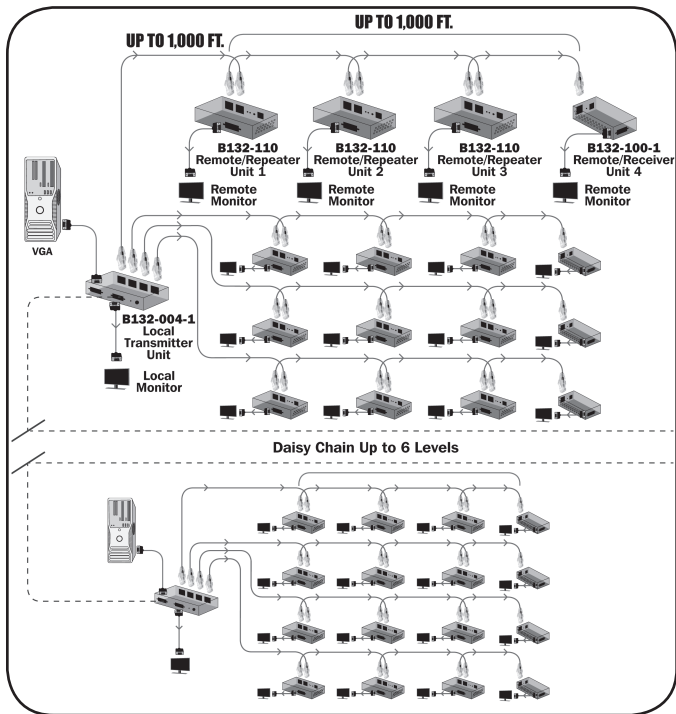 UP TO 1,000 FT.
UP TO 1,000 FT.
B132-110
Remote/Repeater
Unit 1
B132-110
Remote/Repeater
Unit 2
B132-110
Remote/Repeater
Unit 3
B132-100-1
Remote/Receiver
Unit 4
Remote
Monitor
Remote
Monitor
Remote
Monitor
Remote
Monitor
VGA
B132-004-1
Local
Transmitter
Unit
Local
Monitor
Daisy Chain Up to 6 Levels